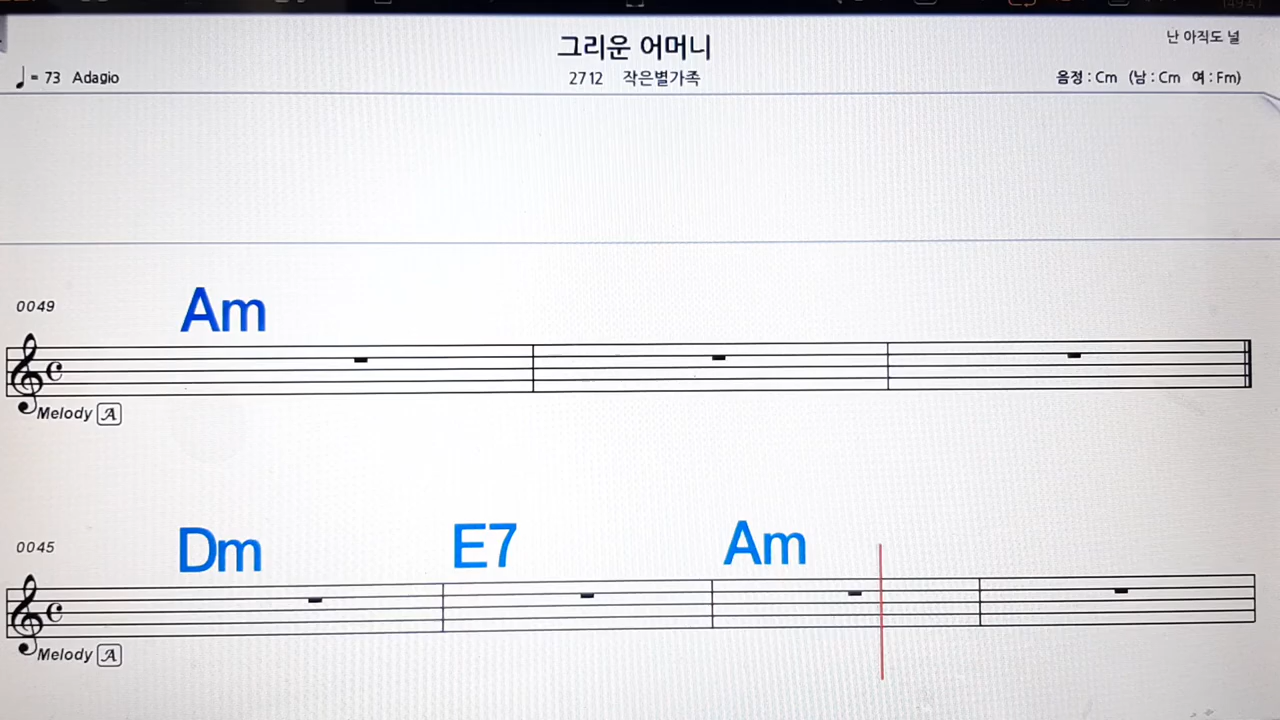 그리운 어머니
난 아직도 널
♩= 73 Adagio
2712 작은별가족
음정 : Cm (남 : Cm 여 : Fm)
0049
Am
Melody A
0045
Dm E7 Am
Melody A